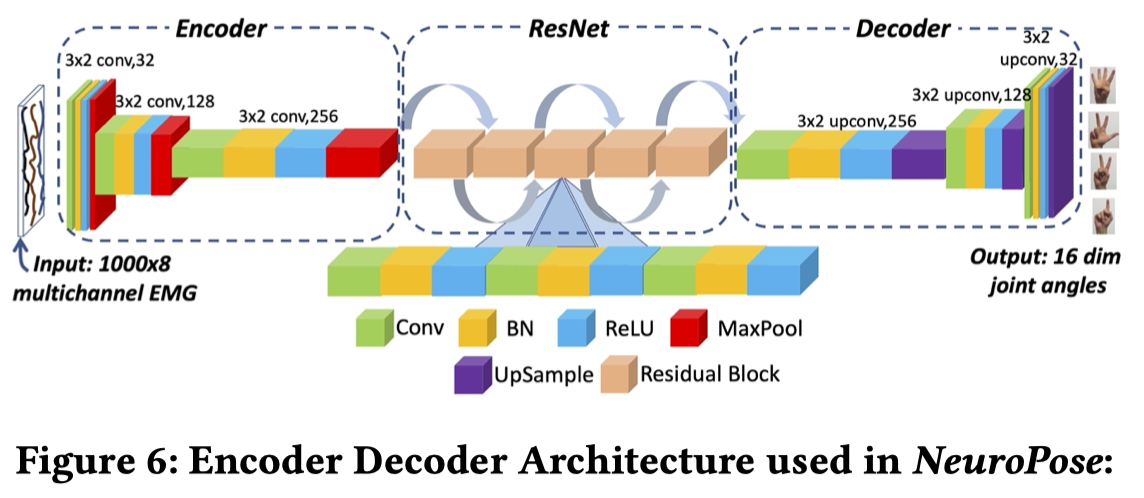 Encoder
ResNet
Decoder
3x2 conv,32
3x2 conv,128
3x2 conv,256
3x2 upconv,256
3x2 upconv,128
3x2
upconv,32
Input: 1000x8
multichannel EMG
Output: 16 dim
joint angles
Conv
BN
ReLU
MaxPool
UpSample
Residual Block
Figure 6: Encoder Decoder Architecture used in NeuroPose: